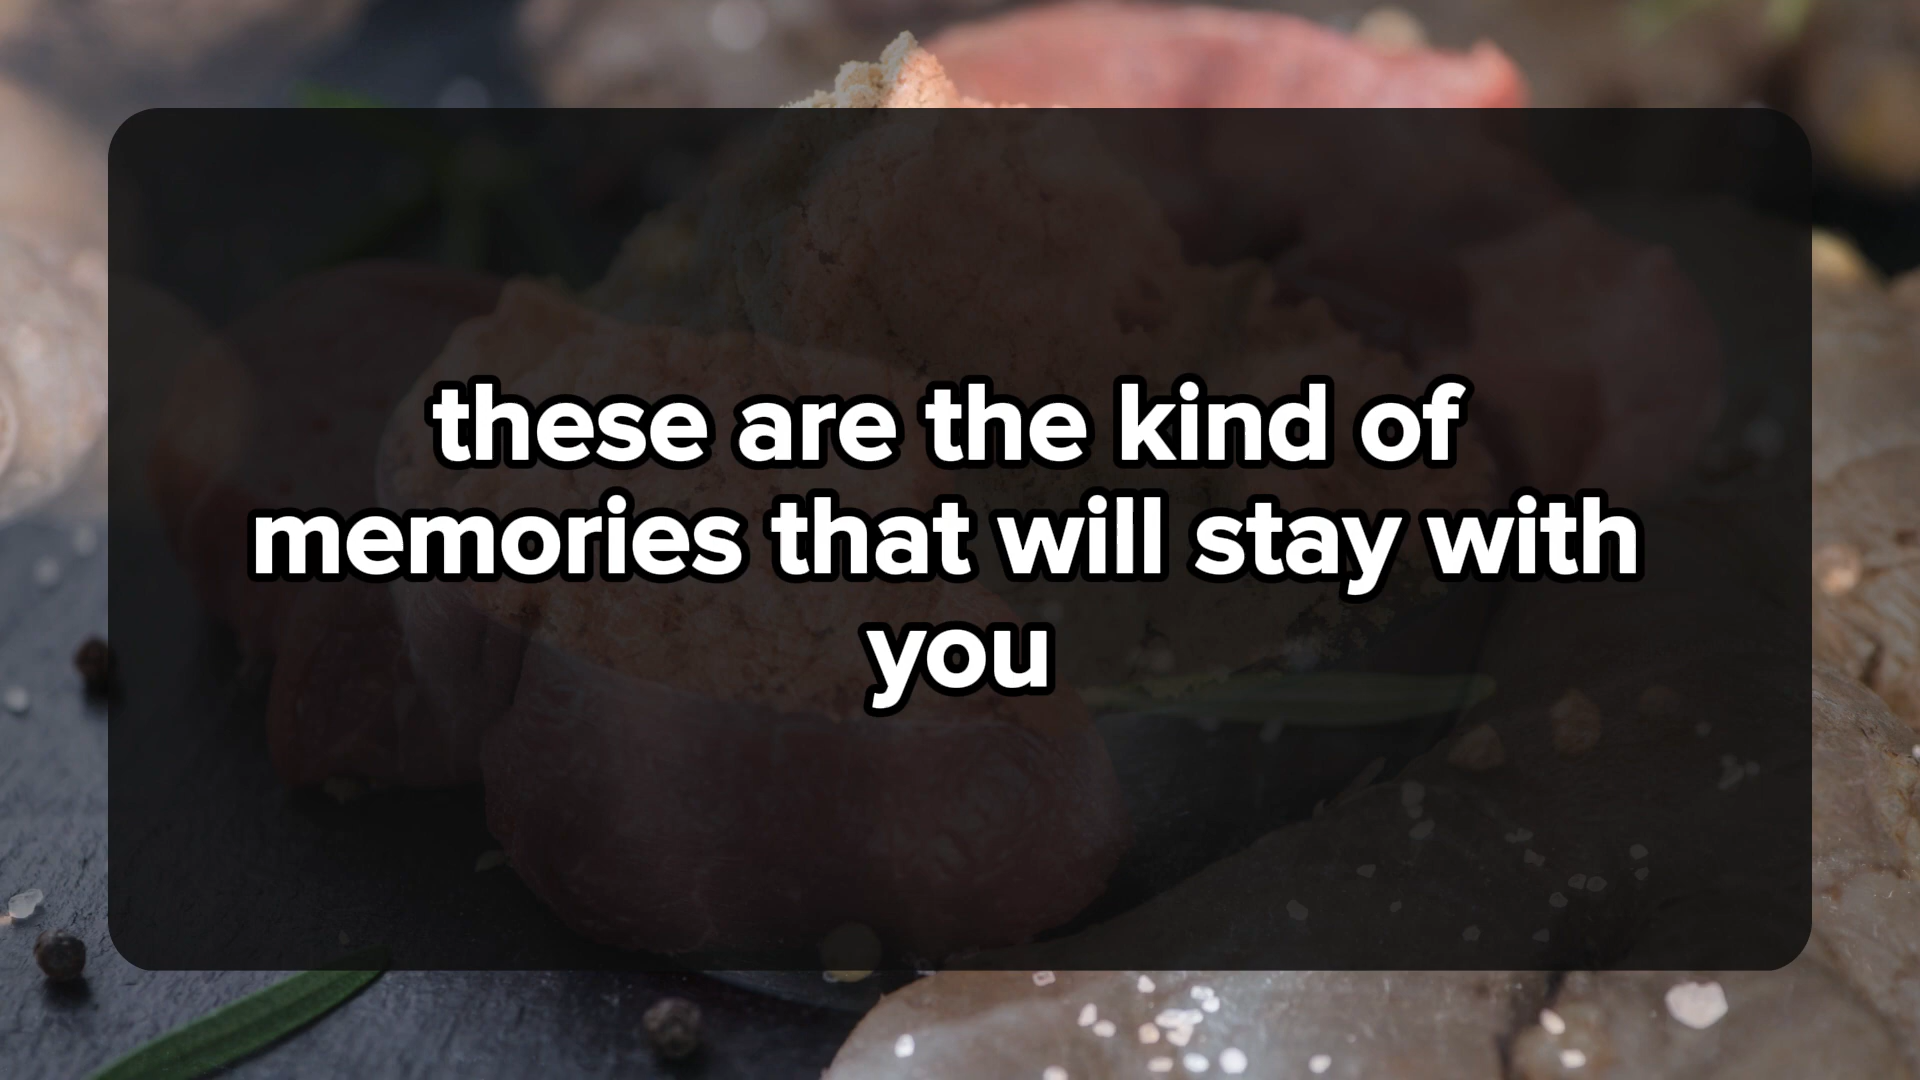 these are the kind of
memories that will stay with
you